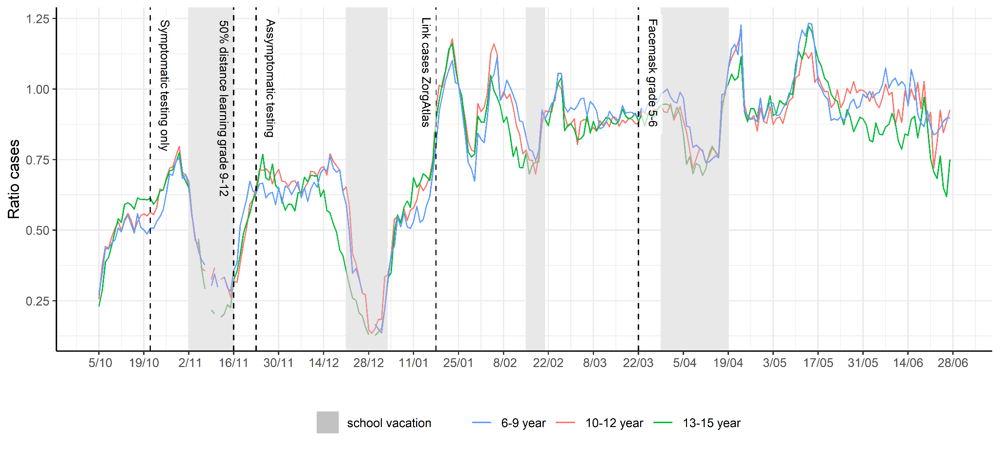 1.25
1.00
0.75
0.50
0.25
Ratio cases
Symptomatic testing only
50% distance learning grade 9-12
Assymptomatic testing
Link cases ZorgAtlas
Facemask grade 5-6
5/10 19/10 2/11 16/11 30/11 14/12 28/12 11/01 25/01 8/02 22/02 8/03 22/03 5/04 19/04 3/05 17/05 31/05 14/06 28/06
school vacation 6-9 year 10-12 year 13-15 year